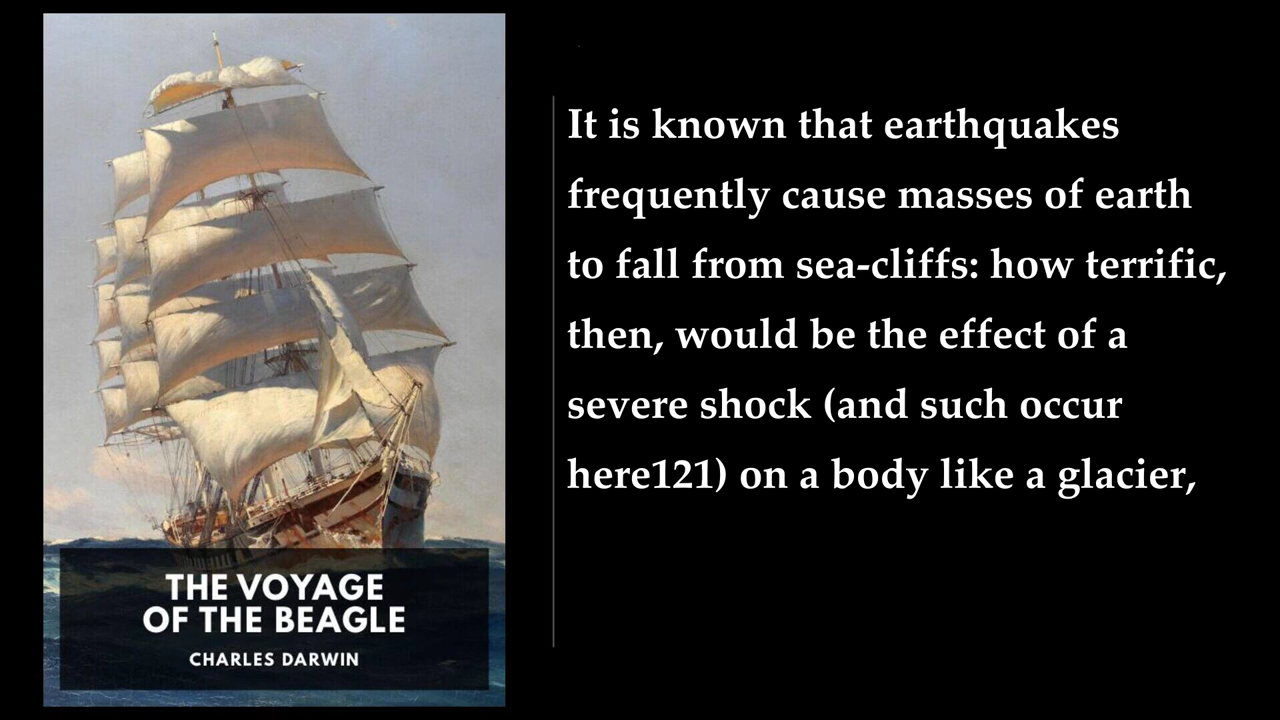 It is known that earthquakes
frequently cause masses of earth
to fall from sea-cliffs: how terrific,
then, would be the effect of a
severe shock (and such occur
here121) on a body like a glacier,
THE VOYAGE
OF THE BEAGLE
CHARLES DARWIN